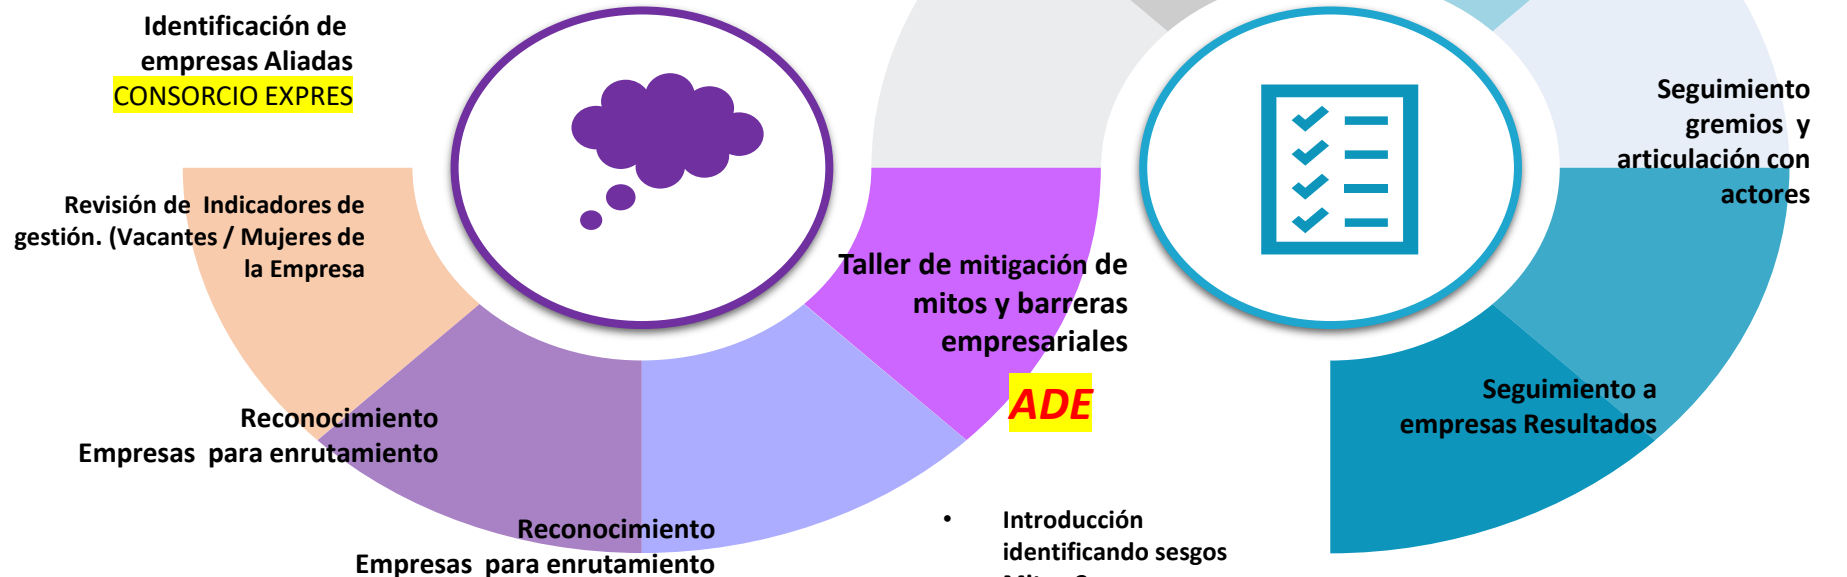 Identificación de
empresas Aliadas
CONSORCIO EXPRES
Revisión de Indicadores de
gestión. (Vacantes / Mujeres de
la Empresa
Reconocimiento
Empresas para enrutamiento
Reconocimiento
Empresas para enrutamiento
Taller de mitigación de
mitos y barreras
empresariales
ADE
• Introducción
identificando sesgos
Seguimiento
gremios y
articulación con
actores
Seguimiento a
empresas Resultados